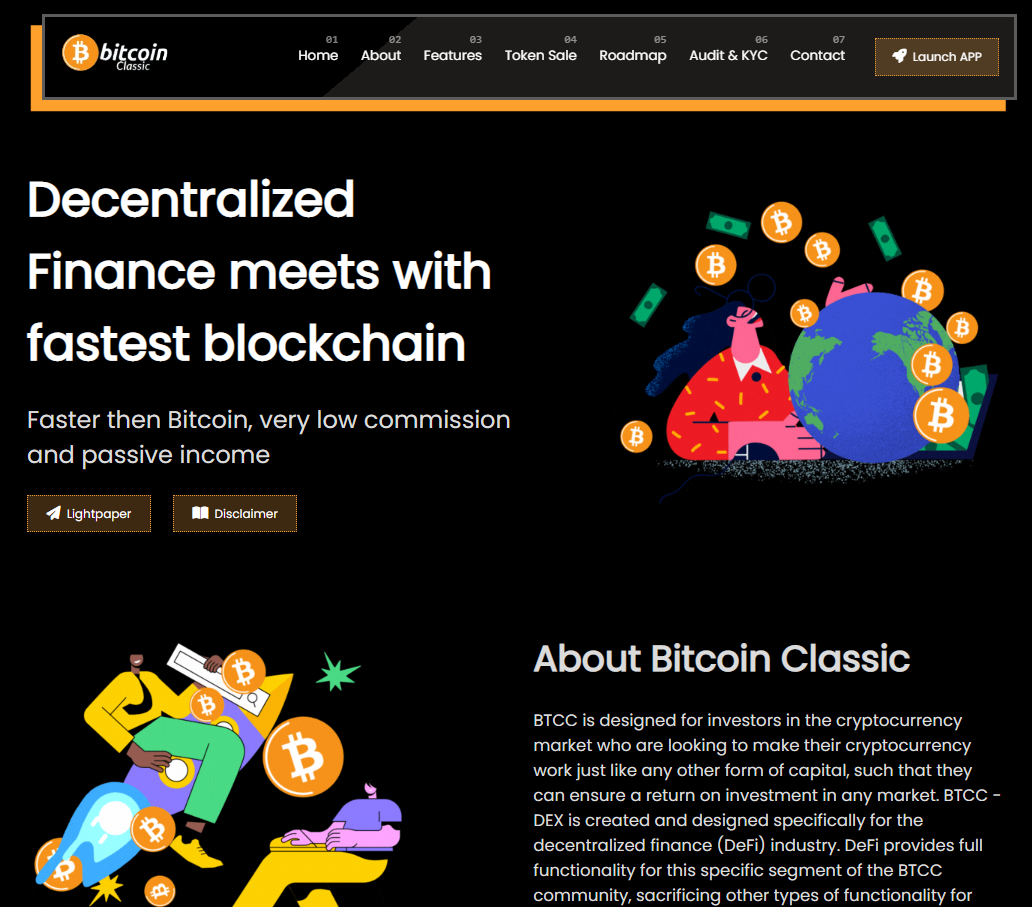 bitcoin
Classic
01 02 03 04 05 06 07
Home About Features Token Sale Roadmap Audit & KYC Contact Launch APP
Decentralized
Finance meets with
fastest blockchain
Faster then Bitcoin, very low commission
and passive income
Lightpaper Disclaimer
About Bitcoin Classic
BTCC is designed for investors in the cryptocurrency
market who are looking to make their cryptocurrency
work just like any other form of capital, such that they
can ensure a return on investment in any market. BTCC -
DEX is created and designed specifically for the
decentralized finance (DeFi) industry. DeFi provides full
functionality for this specific segment of the BTCC
community, sacrificing other types of functionality for